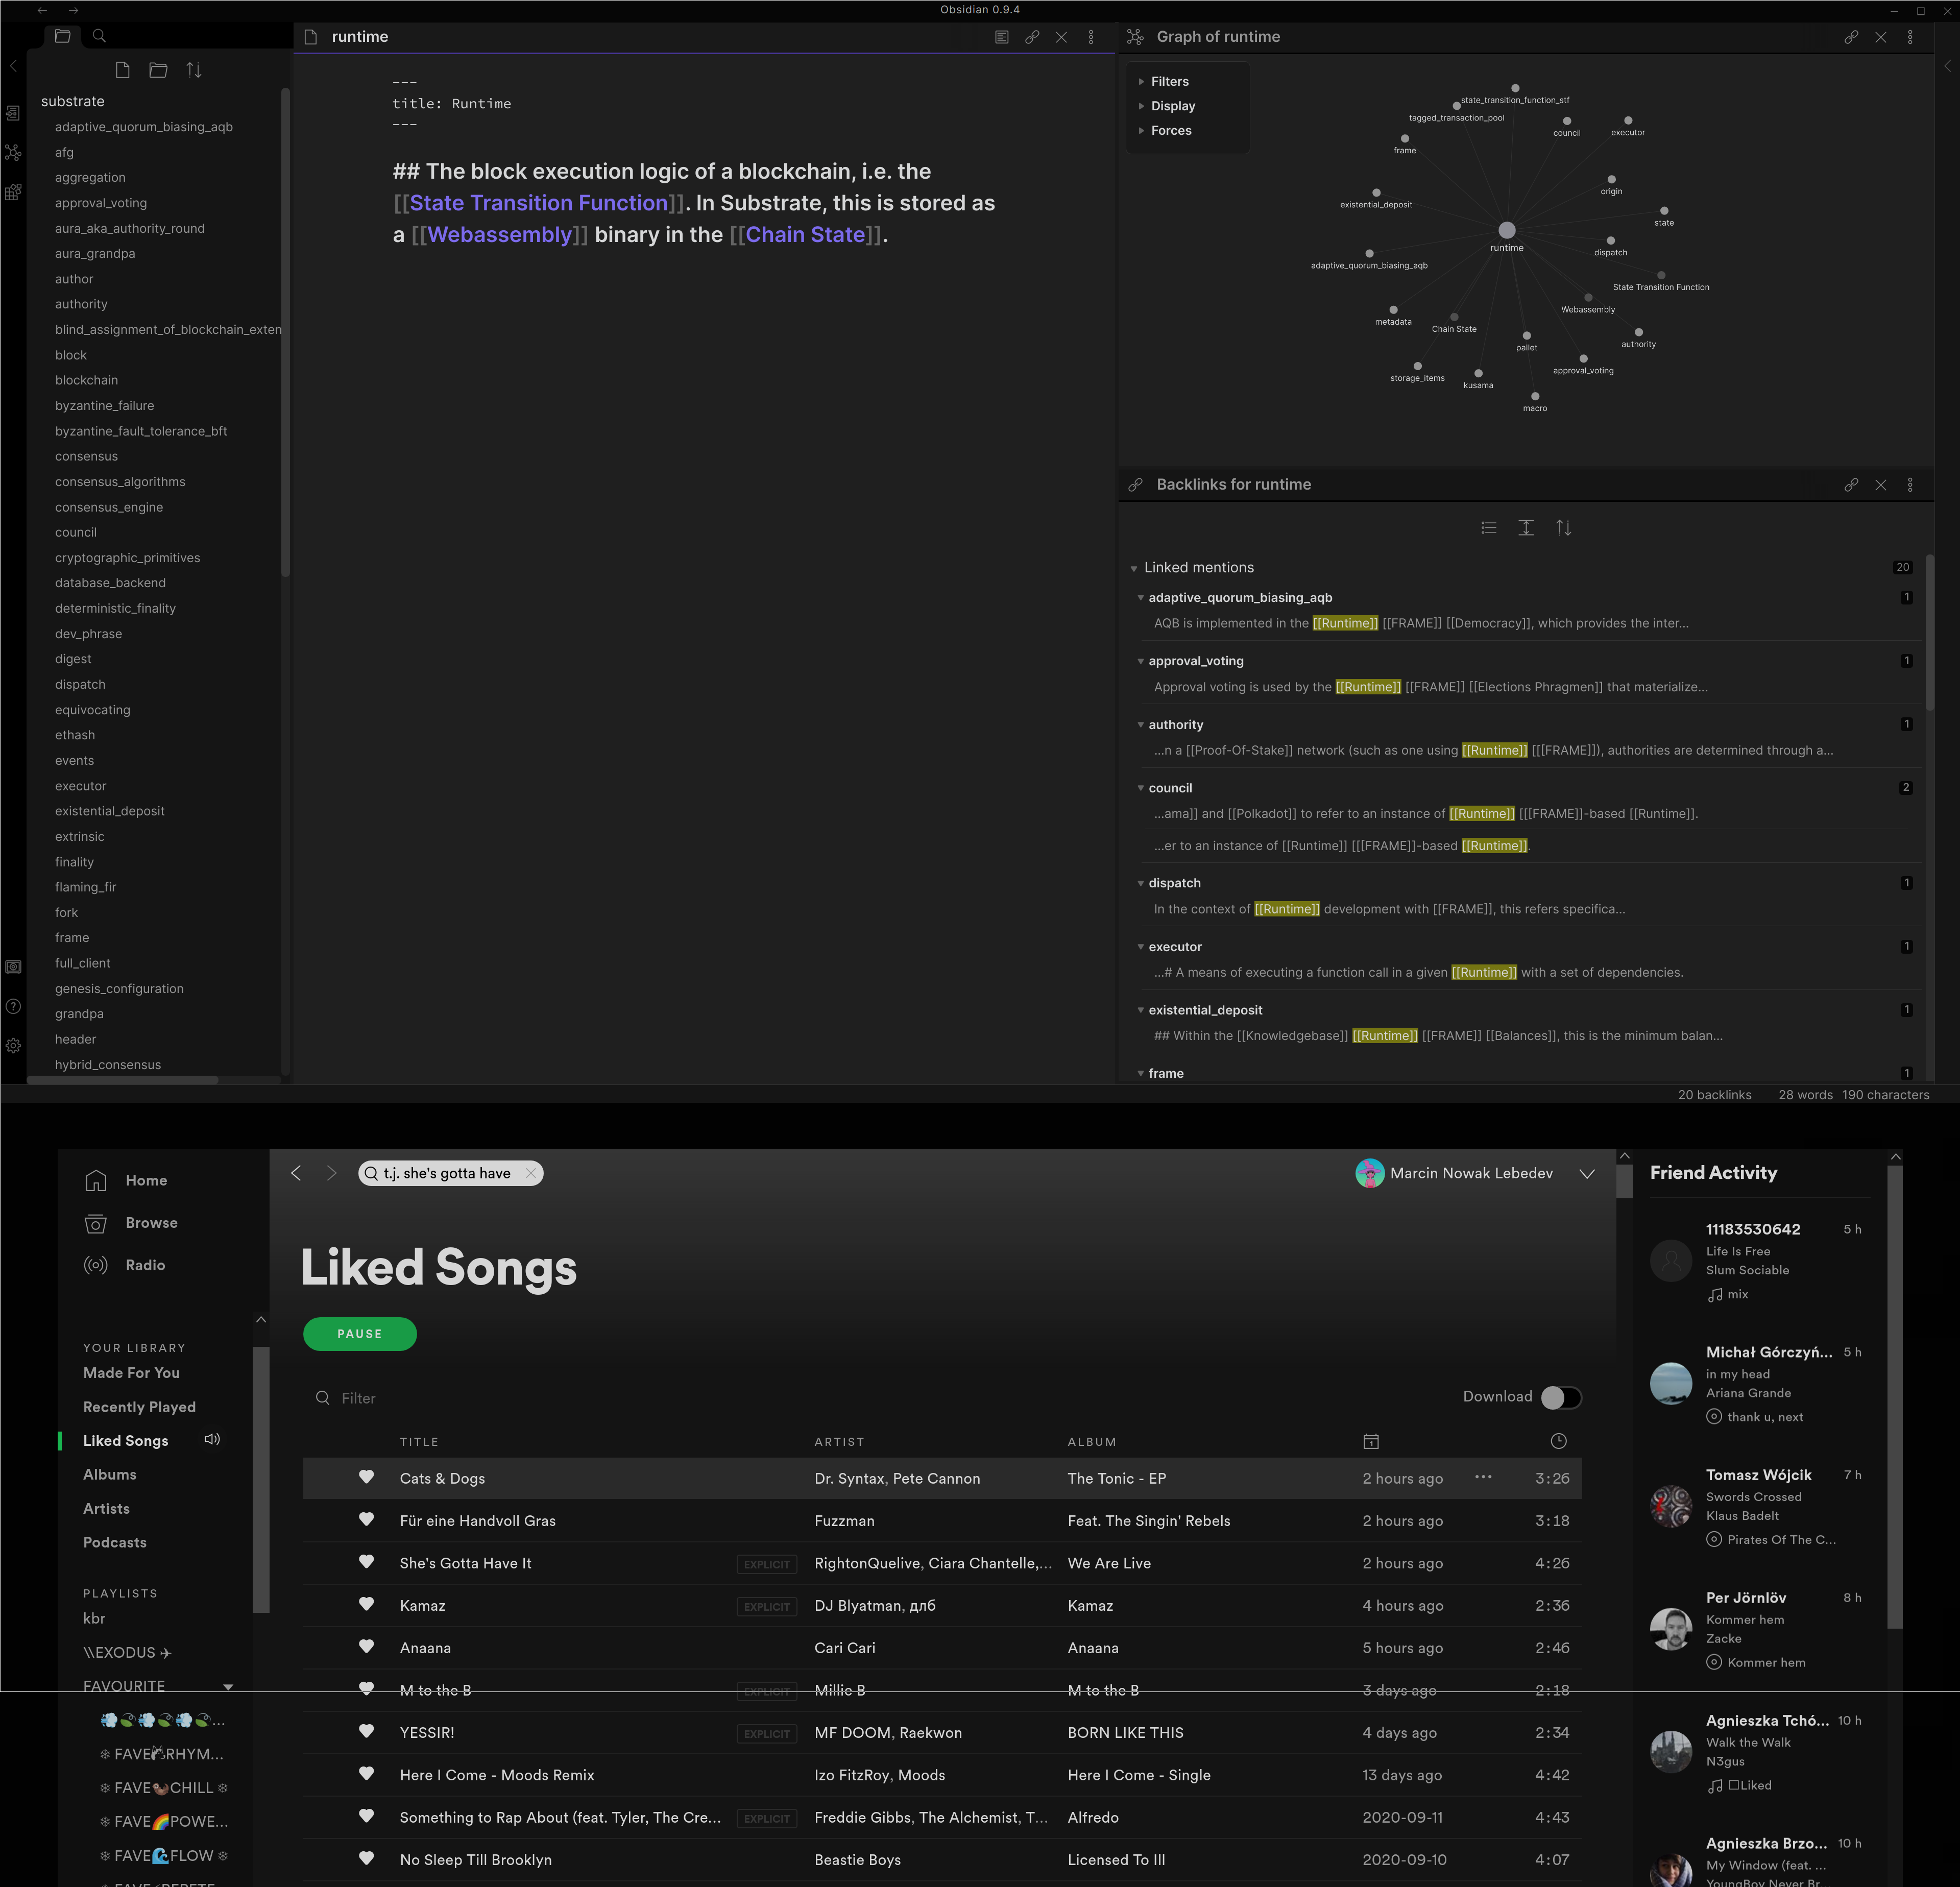 Obsidian 0.9.4
substrate
adaptive_quorum_biasing_aqb
afg
aggregation
approval_voting
aura_aka_authority_round
aura_grandpa
author
authority
blind_assignment_of_blockchain_exten
block
blockchain
byzantine_failure
byzantine_fault_tolerance_bft
consensus
consensus_algorithms
consensus_engine
council
cryptographic_primitives
database_backend
deterministic_finality
dev_phrase
digest
dispatch
equivocating
ethash
events
executor
existential_deposit
extrinsic
finality
flaming_fir
fork
frame
full_client
genesis_configuration
grandpa
header
hybrid_consensus
runtime
---
title: Runtime
---
## The block execution logic of a blockchain, i.e. the
[[State Transition Function]]. In Substrate, this is stored as
a [[Webassembly]] binary in the [[Chain State]].
Graph of runtime
Filters
Display
Forces
state_transition_function_stf
tagged_transaction_pool
council
executor
frame
origin
existential_deposit
state
runtime
dispatch
adaptive_quorum_biasing_aqb
State Transition Function
Webassembly
metadata
Chain State
authority
pallet
approval_voting
storage_items
kusama
macro
Backlinks for runtime
Linked mentions 20
adaptive_quorum_biasing_aqb 1
AQB is implemented in the [[Runtime]] [[FRAME]] [[Democracy]], which provides the inter...
approval_voting 1
Approval voting is used by the [[Runtime]] [[FRAME]] [[Elections Phragmen]] that materialize...
authority 1
...n a [[Proof-Of-Stake]] network (such as one using [[Runtime]] [[[FRAME]]), authorities are determined through a...
council 2
...ama]] and [[Polkadot]] to refer to an instance of [[Runtime]] [[[FRAME]]-based [[Runtime]].
...er to an instance of [[Runtime]] [[[FRAME]]-based [[Runtime]].
dispatch 1
In the context of [[Runtime]] development with [[FRAME]], this refers specifica...
executor 1
...# A means of executing a function call in a given [[Runtime]] with a set of dependencies.
existential_deposit 1
## Within the [[Knowledgebase]] [[Runtime]] [[FRAME]] [[Balances]], this is the minimum balan...
frame 1
20 backlinks 28 words 190 characters
Home
Browse
Radio
YOUR LIBRARY
Made For You
Recently Played
Liked Songs
Albums
Artists
Podcasts
PLAYLISTS
kbr
\\EXODUS ✈
FAVOURITE
💨🍃💨🍃💨🍃...
❄ FAVE RHYM...
❄ FAVE🦦CHILL ❄
❄ FAVE🌈POWE...
❄ FAVE🌊FLOW ❄
t.j. she's gotta have
Marcin Nowak Lebedev
Liked Songs
PAUSE
Filter
Download
TITLE ARTIST ALBUM
Cats & Dogs Dr. Syntax, Pete Cannon The Tonic - EP 2 hours ago 3:26
Für eine Handvoll Gras Fuzzman Feat. The Singin' Rebels 2 hours ago 3:18
She's Gotta Have It EXPLICIT RightonQuelive, Ciara Chantelle,... We Are Live 2 hours ago 4:26
Kamaz EXPLICIT DJ Blyatman, длб Kamaz 4 hours ago 2:36
Anaana Cari Cari Anaana 5 hours ago 2:46
M to the B EXPLICIT Millie B M to the B 3 days ago 2:18
YESSIR! EXPLICIT MF DOOM, Raekwon BORN LIKE THIS 4 days ago 2:34
Here I Come - Moods Remix Izo FitzRoy, Moods Here I Come - Single 13 days ago 4:42
Something to Rap About (feat. Tyler, The Cre... EXPLICIT Freddie Gibbs, The Alchemist, T... Alfredo 2020-09-11 4:43
No Sleep Till Brooklyn Beastie Boys Licensed To Ill 2020-09-10 4:07
Friend Activity
11183530642 5 h
Life Is Free
Slum Sociable
mix
Michał Górczyń... 5 h
in my head
Ariana Grande
thank u, next
Tomasz Wójcik 7 h
Swords Crossed
Klaus Badelt
Pirates Of The C...
Per Jörnlöv 8 h
Kommer hem
Zacke
Kommer hem
Agnieszka Tchó... 10 h
Walk the Walk
N3gus
☐Liked
Agnieszka Brzo... 10 h
My Window (feat. ...
YoungBoy Never Br...